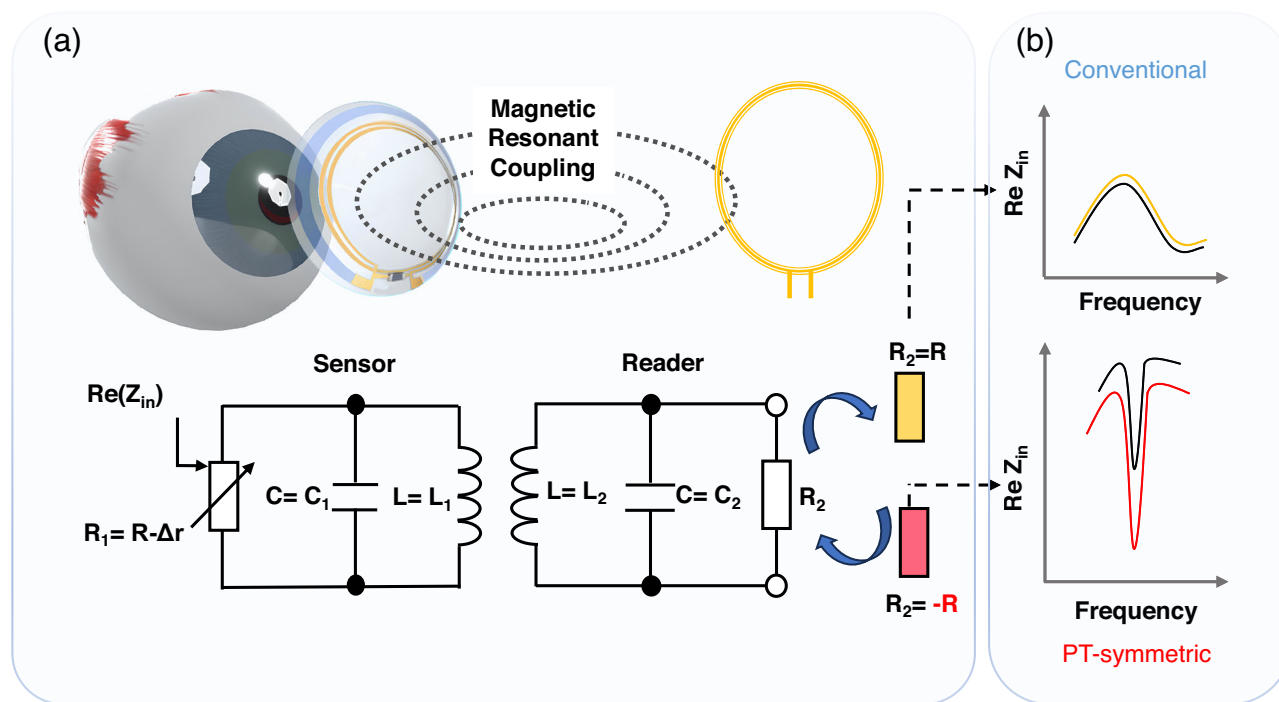 (a)
Magnetic
Resonant
Coupling
Sensor
Reader
Re(Zin)
R1= R-Δr
C= C1
L= L1
L= L2
C= C2
R2
R2=R
R2= -R
(b)
Conventional
Re Zin
Frequency
Re Zin
Frequency
PT-symmetric